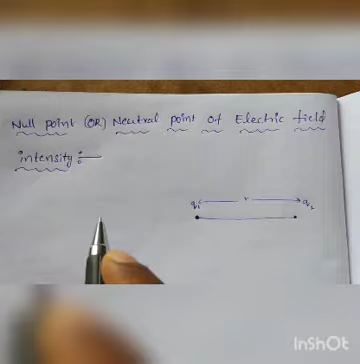 Null point (OR) Neutral point of Electric field
intensity :-
q₁ r q₂
InShOt